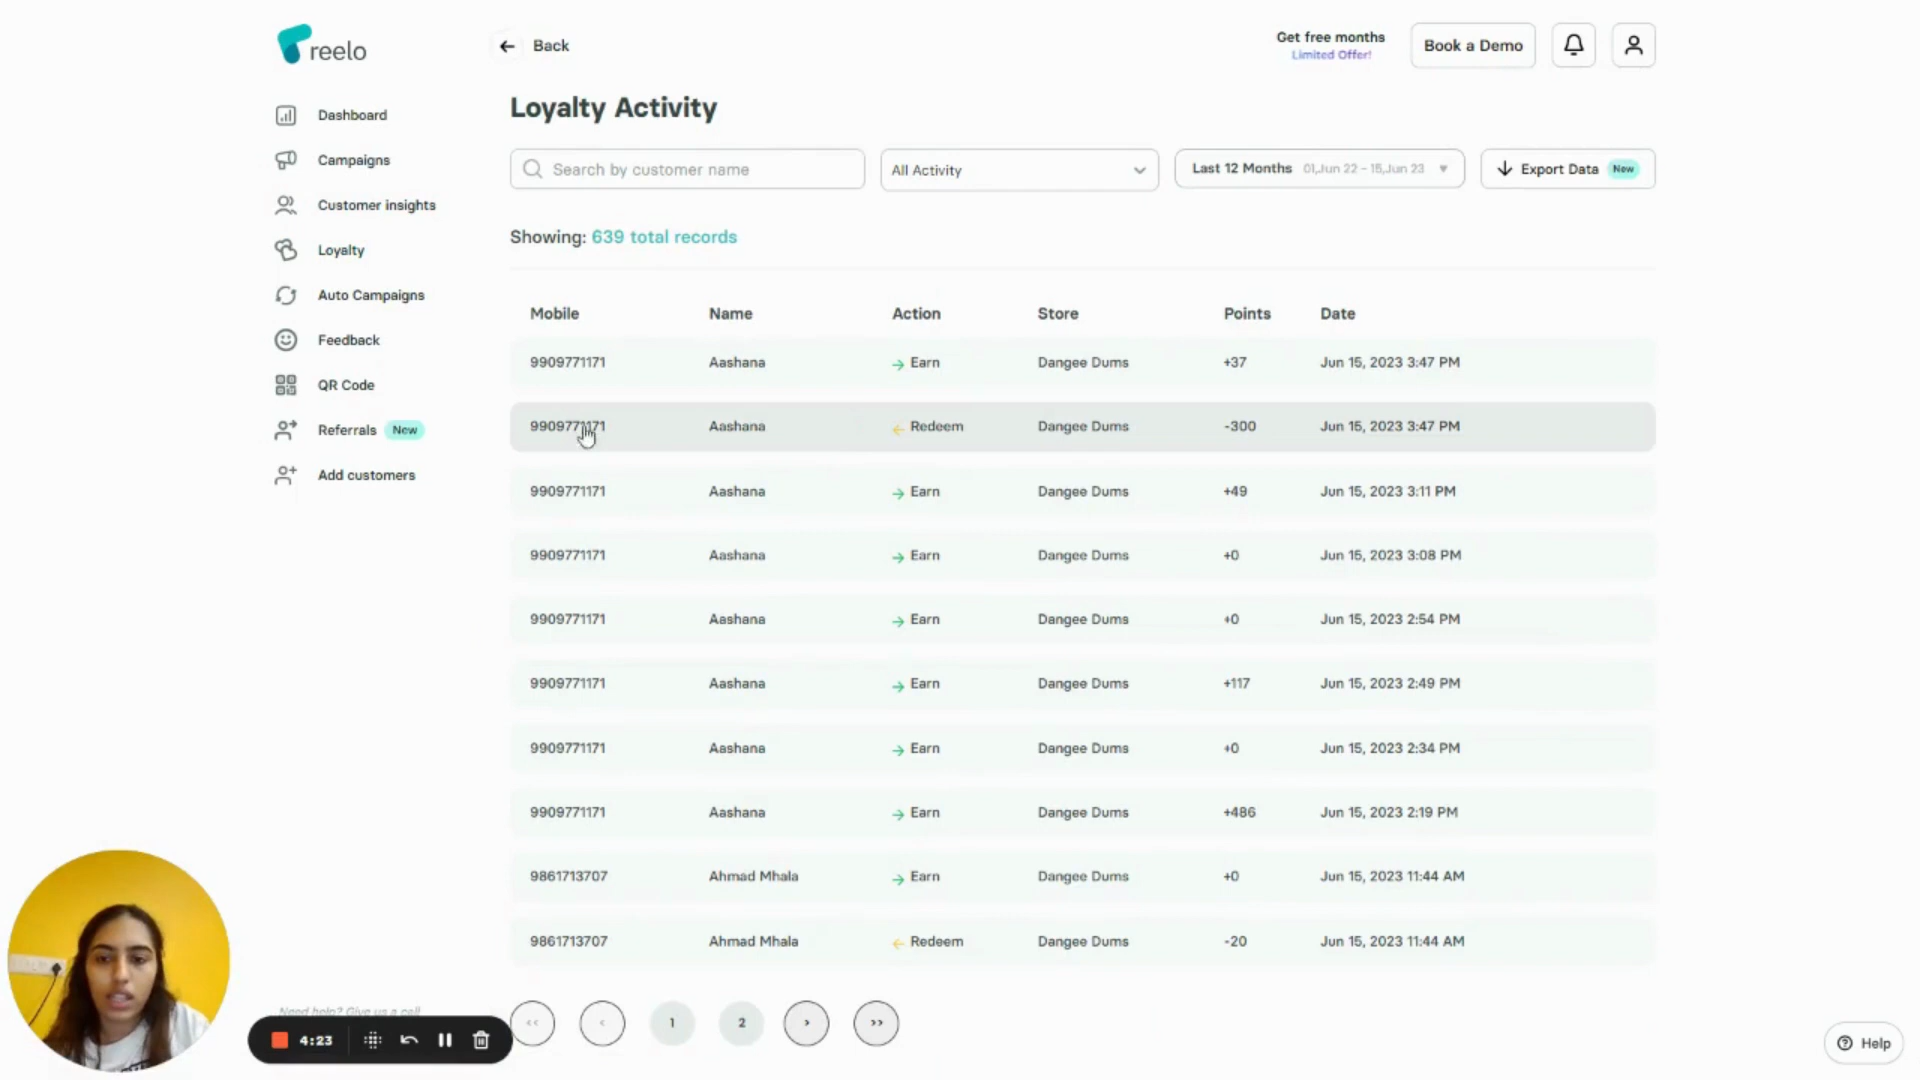 reelo
Back
Get free months
Limited Offer!
Book a Demo
Dashboard
Campaigns
Customer insights
Loyalty
Auto Campaigns
Feedback
QR Code
Referrals New
Add customers
Loyalty Activity
Search by customer name
All Activity
Last 12 Months 01,Jun 22 - 15,Jun 23
Export Data New
Showing: 639 total records
Mobile Name Action Store Points Date
9909771171 Aashana Earn Dangee Dums +37 Jun 15, 2023 3:47 PM
9909771171 Aashana Redeem Dangee Dums -300 Jun 15, 2023 3:47 PM
9909771171 Aashana Earn Dangee Dums +49 Jun 15, 2023 3:11 PM
9909771171 Aashana Earn Dangee Dums +0 Jun 15, 2023 3:08 PM
9909771171 Aashana Earn Dangee Dums +0 Jun 15, 2023 2:54 PM
9909771171 Aashana Earn Dangee Dums +117 Jun 15, 2023 2:49 PM
9909771171 Aashana Earn Dangee Dums +0 Jun 15, 2023 2:34 PM
9909771171 Aashana Earn Dangee Dums +486 Jun 15, 2023 2:19 PM
9861713707 Ahmad Mhala Earn Dangee Dums +0 Jun 15, 2023 11:44 AM
9861713707 Ahmad Mhala Redeem Dangee Dums -20 Jun 15, 2023 11:44 AM
Need help? Give us a call
<< < 1 2 > >>
4:23
Help